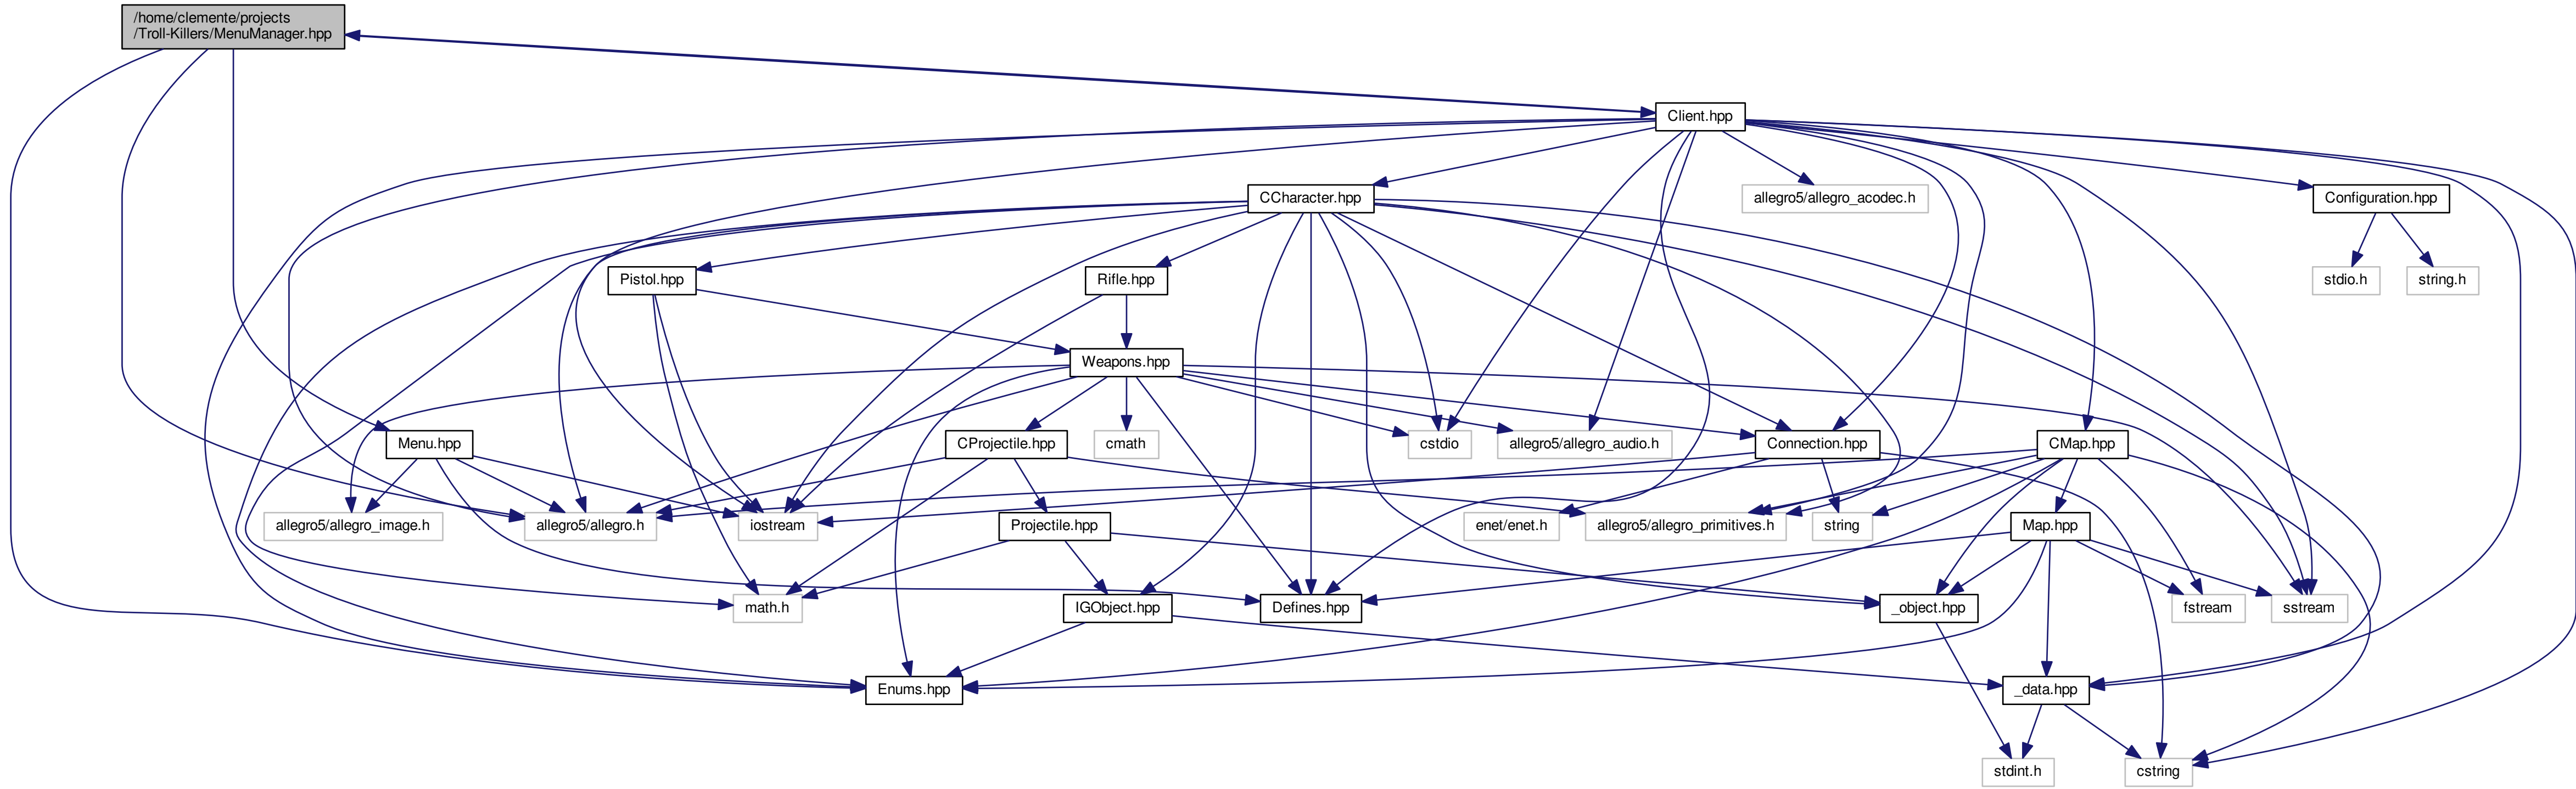 /home/clemente/projects
/Troll-Killers/MenuManager.hpp
Client.hpp
CCharacter.hpp
allegro5/allegro_acodec.h
Configuration.hpp
Pistol.hpp
Rifle.hpp
stdio.h
string.h
Weapons.hpp
Menu.hpp
CProjectile.hpp
cmath
cstdio
allegro5/allegro_audio.h
Connection.hpp
CMap.hpp
allegro5/allegro_image.h
allegro5/allegro.h
iostream
Projectile.hpp
enet/enet.h
allegro5/allegro_primitives.h
string
Map.hpp
math.h
IGObject.hpp
Defines.hpp
_object.hpp
fstream
sstream
Enums.hpp
_data.hpp
stdint.h
cstring